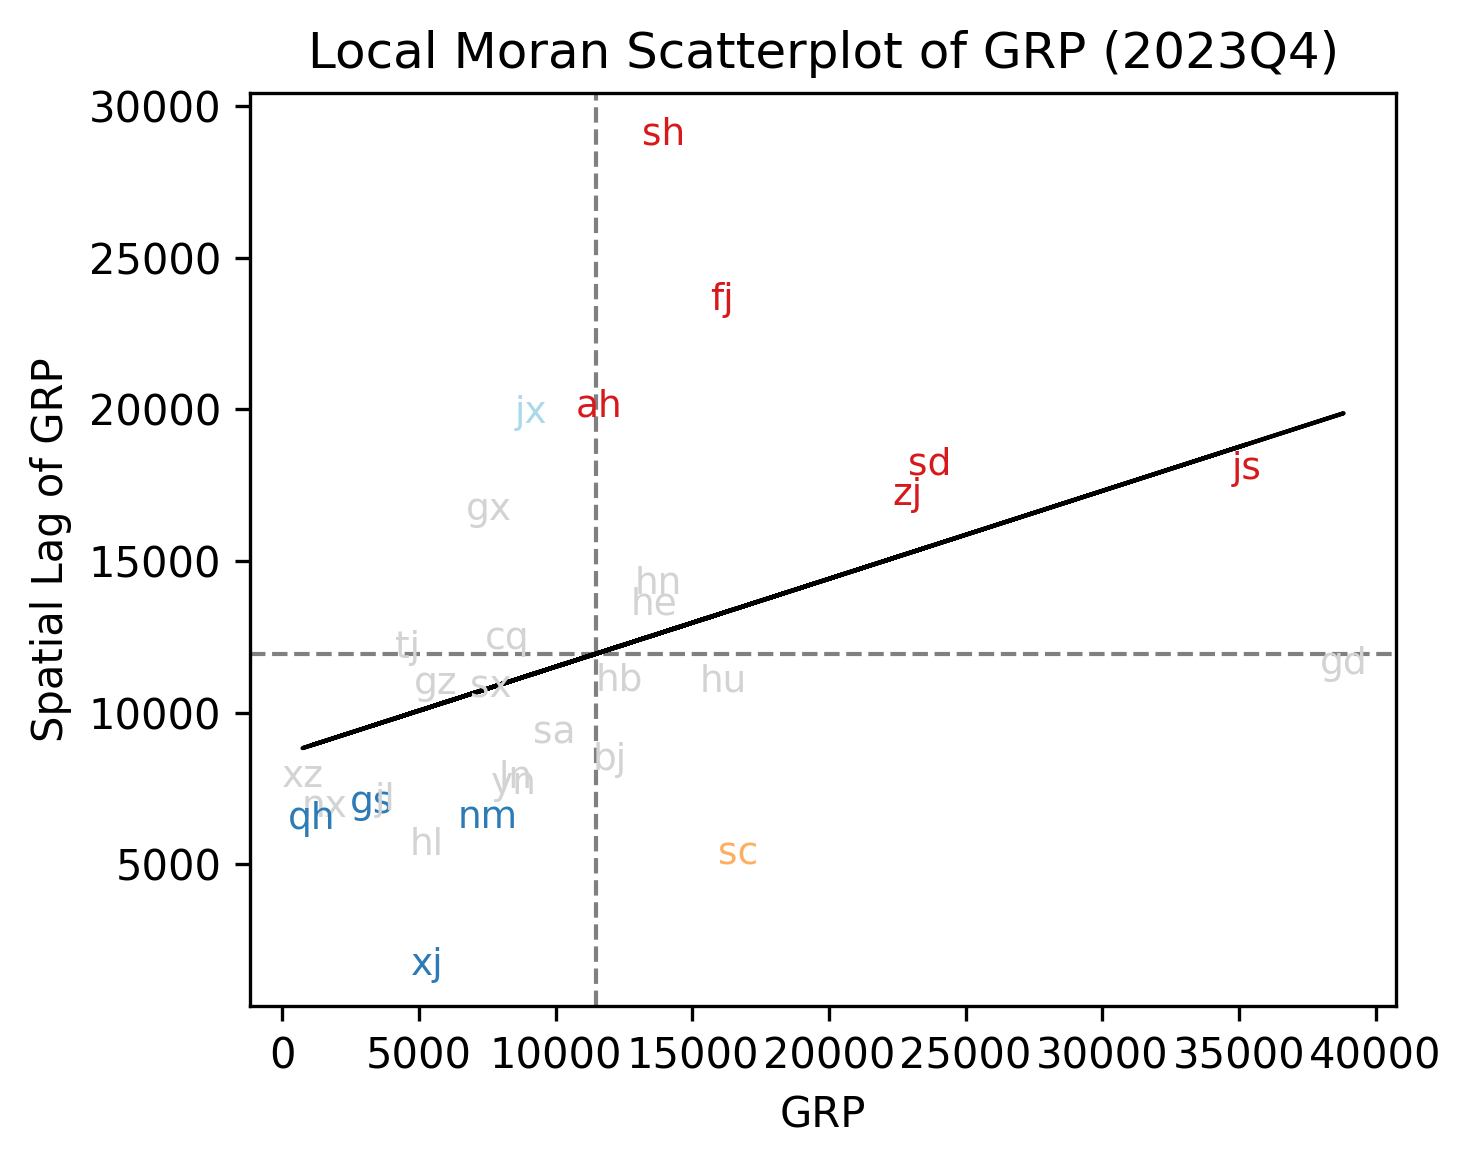 Local Moran Scatterplot of GRP (2023Q4)
30000
25000
20000
15000
10000
5000
Spatial Lag of GRP
sh
fj
ah
jx
sd
js
zj
gx
hn
he
cq
tj
gd
hb
hu
gz
sx
sa
bj
xz
ln
yn
gs
jl
nx
qh
nm
hl
sc
xj
0 5000 10000 15000 20000 25000 30000 35000 40000
GRP